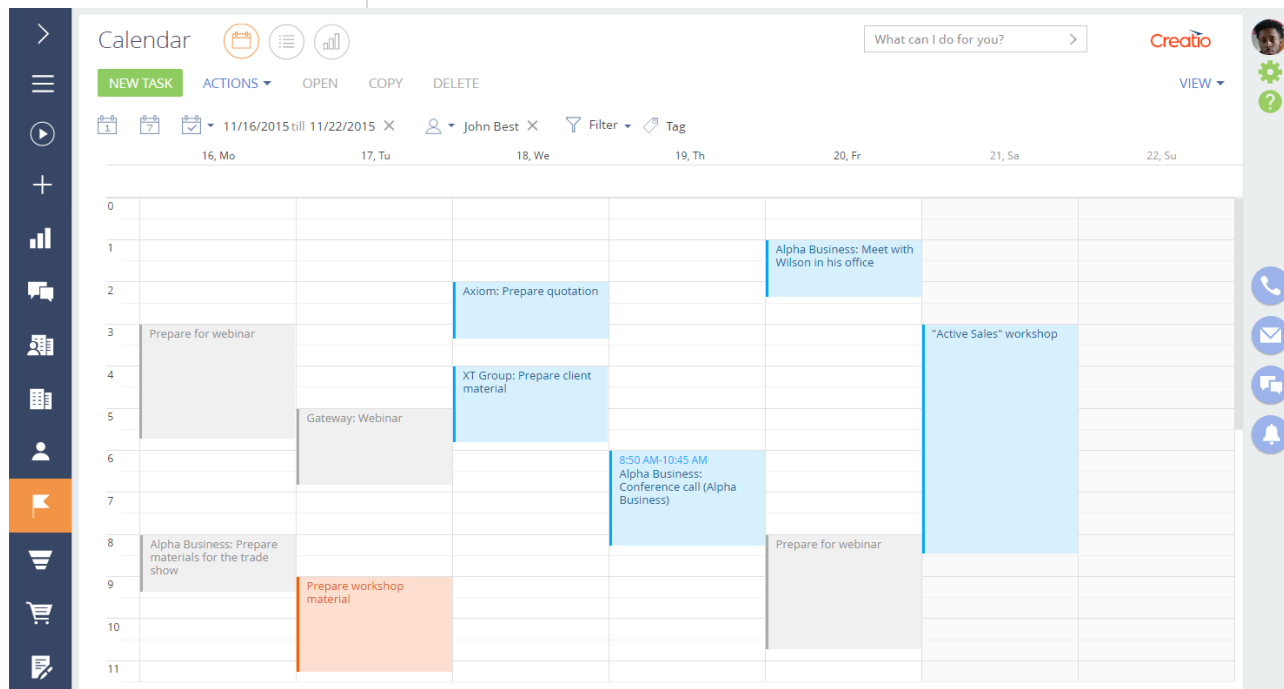 Calendar
What can I do for you?
Creatio
NEW TASK
ACTIONS
OPEN
COPY
DELETE
VIEW
1
7
11/16/2015 till 11/22/2015
John Best
Filter
Tag
16, Mo
17, Tu
18, We
19, Th
20, Fr
21, Sa
22, Su
0
1
Alpha Business: Meet with
Wilson in his office
2
Axiom: Prepare quotation
3
Prepare for webinar
"Active Sales" workshop
4
XT Group: Prepare client
material
5
Gateway: Webinar
6
8:50 AM-10:45 AM
Alpha Business:
Conference call (Alpha
Business)
7
8
Alpha Business: Prepare
materials for the trade
show
Prepare for webinar
9
Prepare workshop
material
10
11